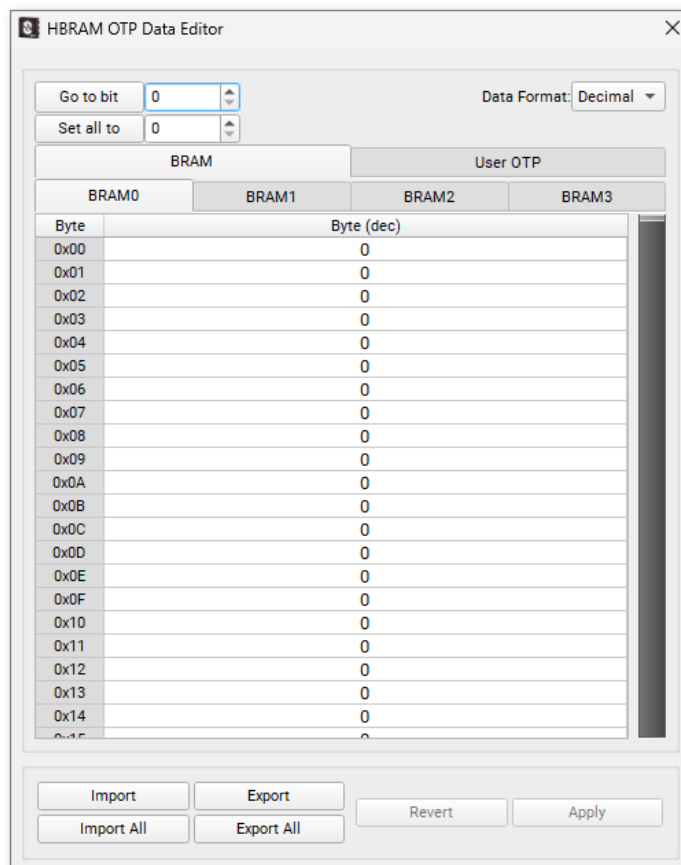 HBRAM OTP Data Editor
Go to bit 0 Data Format: Decimal
Set all to 0
BRAM User OTP
BRAM0 BRAM1 BRAM2 BRAM3
Byte Byte (dec)
0x00 0
0x01 0
0x02 0
0x03 0
0x04 0
0x05 0
0x06 0
0x07 0
0x08 0
0x09 0
0x0A 0
0x0B 0
0x0C 0
0x0D 0
0x0E 0
0x0F 0
0x10 0
0x11 0
0x12 0
0x13 0
0x14 0
Import Export Revert Apply
Import All Export All